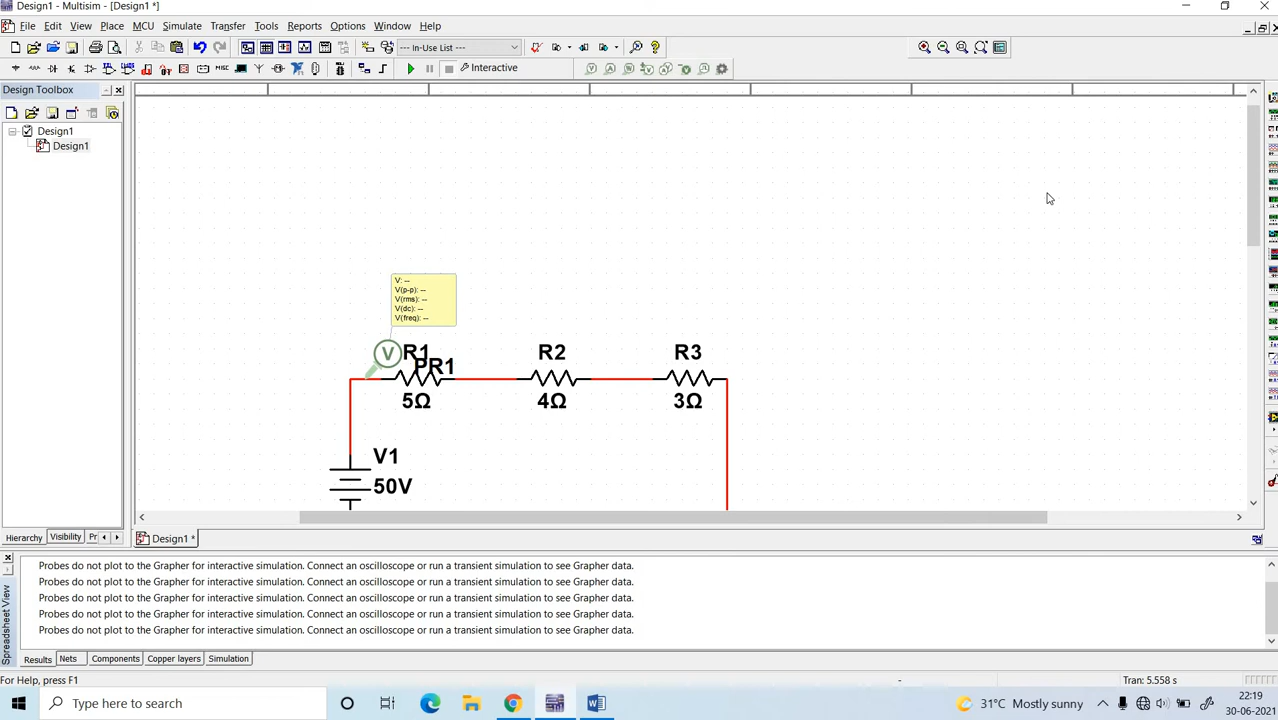 Design1 - Multisim - [Design1 *]
File Edit View Place MCU Simulate Transfer Tools Reports Options Window Help
--- In-Use List ---
MISC Interactive
Design Toolbox
Design1
Design1
V: --
V(p-p): --
V(rms): --
V(dc): --
V(freq): --
V R1 R2 R3
PR1
5Ω 4Ω 3Ω
V1
50V
Hierarchy Visibility Pr
Design1 *
Probes do not plot to the Grapher for interactive simulation. Connect an oscilloscope or run a transient simulation to see Grapher data.
Probes do not plot to the Grapher for interactive simulation. Connect an oscilloscope or run a transient simulation to see Grapher data.
Probes do not plot to the Grapher for interactive simulation. Connect an oscilloscope or run a transient simulation to see Grapher data.
Probes do not plot to the Grapher for interactive simulation. Connect an oscilloscope or run a transient simulation to see Grapher data.
Probes do not plot to the Grapher for interactive simulation. Connect an oscilloscope or run a transient simulation to see Grapher data.
Spreadsheet View
Results Nets Components Copper layers Simulation
For Help, press F1 - Tran: 5.558 s
Type here to search 31°C Mostly sunny 22:19
30-06-2021